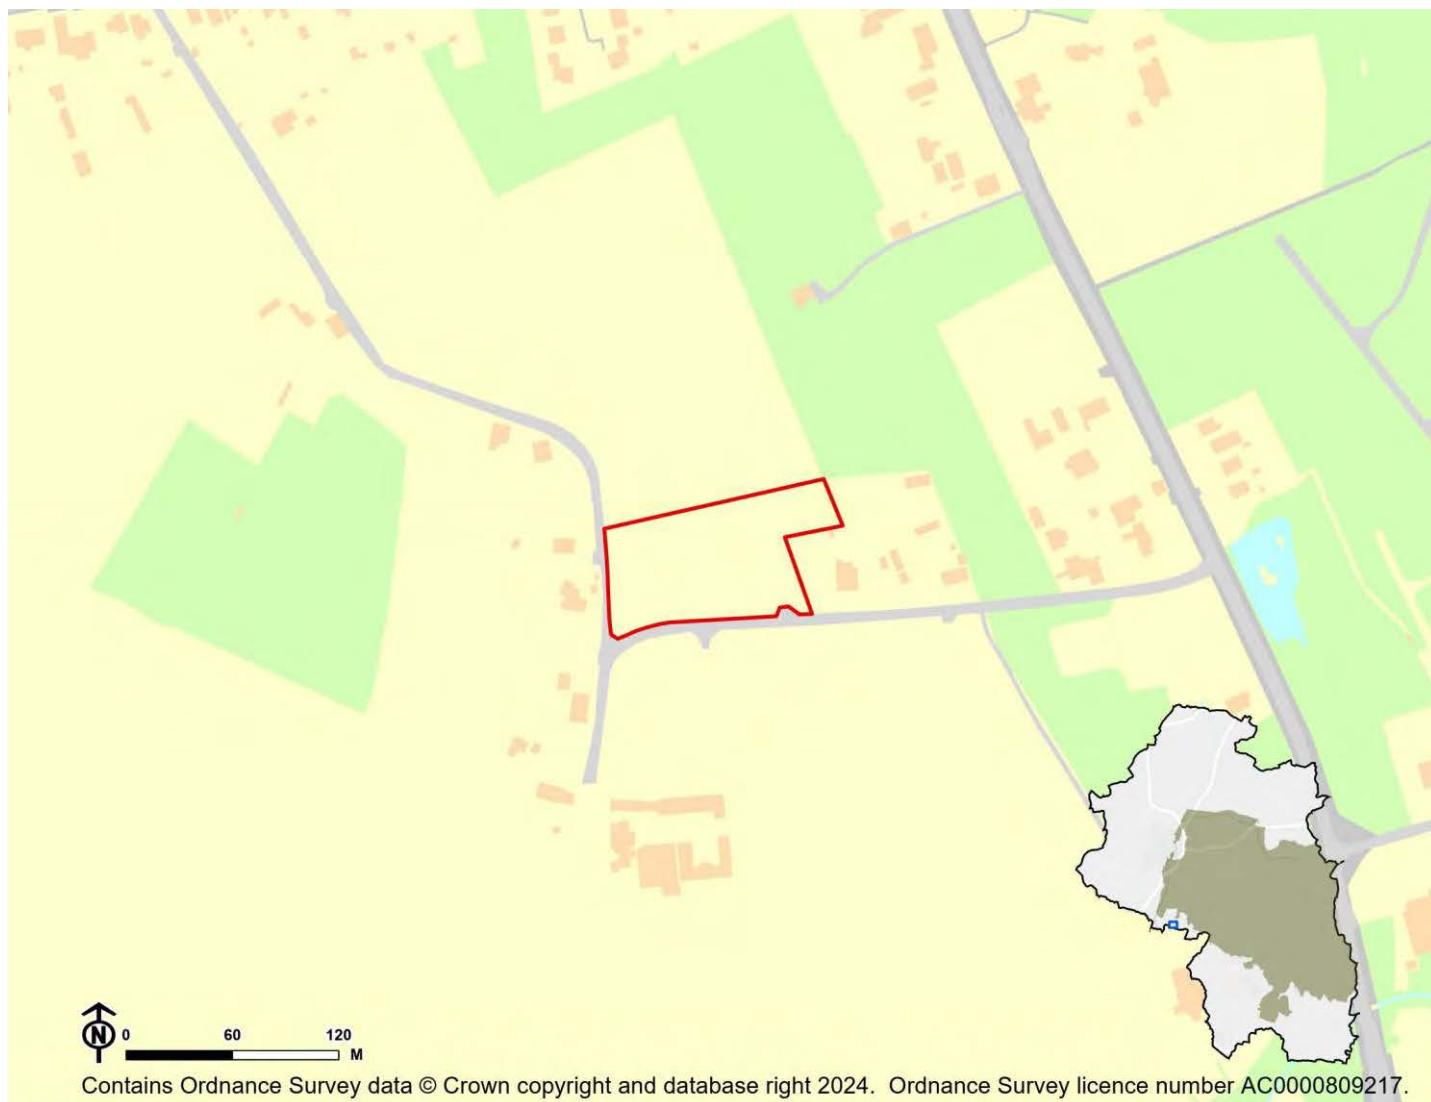 N 0 60 120
M
Contains Ordnance Survey data © Crown copyright and database right 2024. Ordnance Survey licence number AC0000809217.